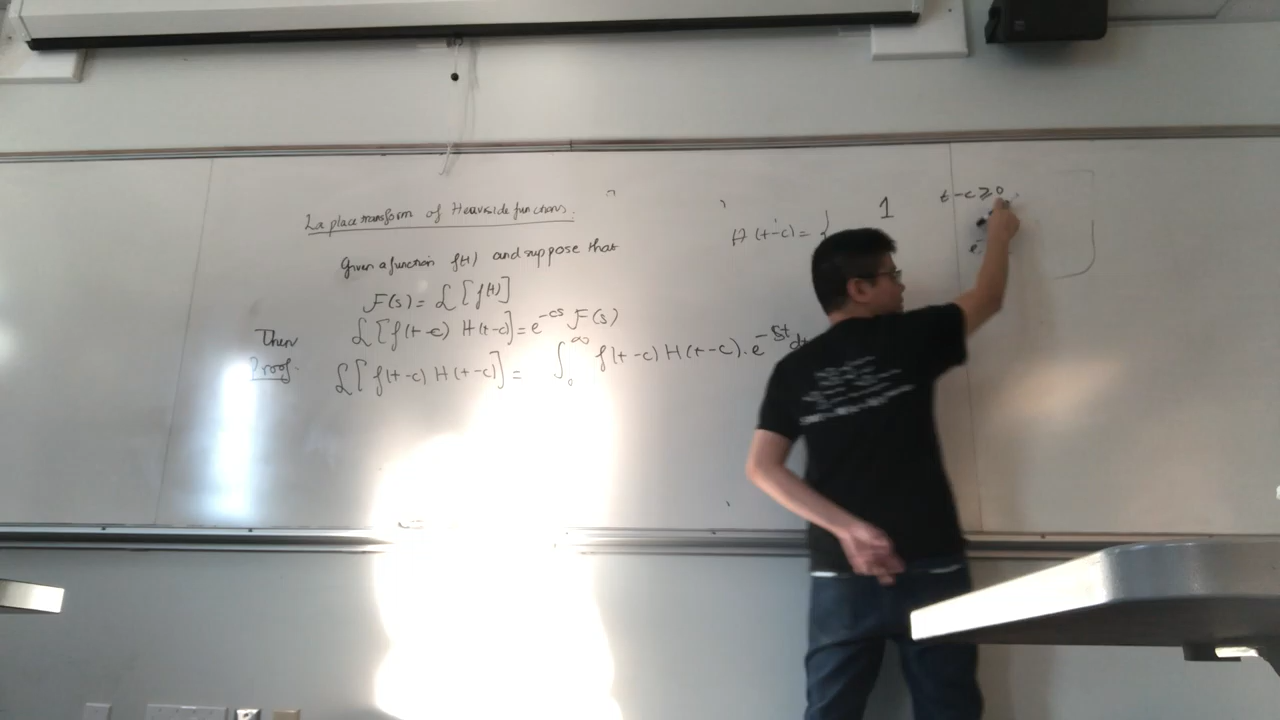 Laplace transform of Heaviside functions.
Given a function f(t) and suppose that
F(s) = ℒ[f(t)]
Then ℒ[f(t-c) H(t-c)] = e^{-cs} F(s)
Proof. ℒ[f(t-c) H(t-c)] = ∫_0^∞ f(t-c) H(t-c) · e^{-st} dt
H(t-c) = { 1 t-c ≥ 0